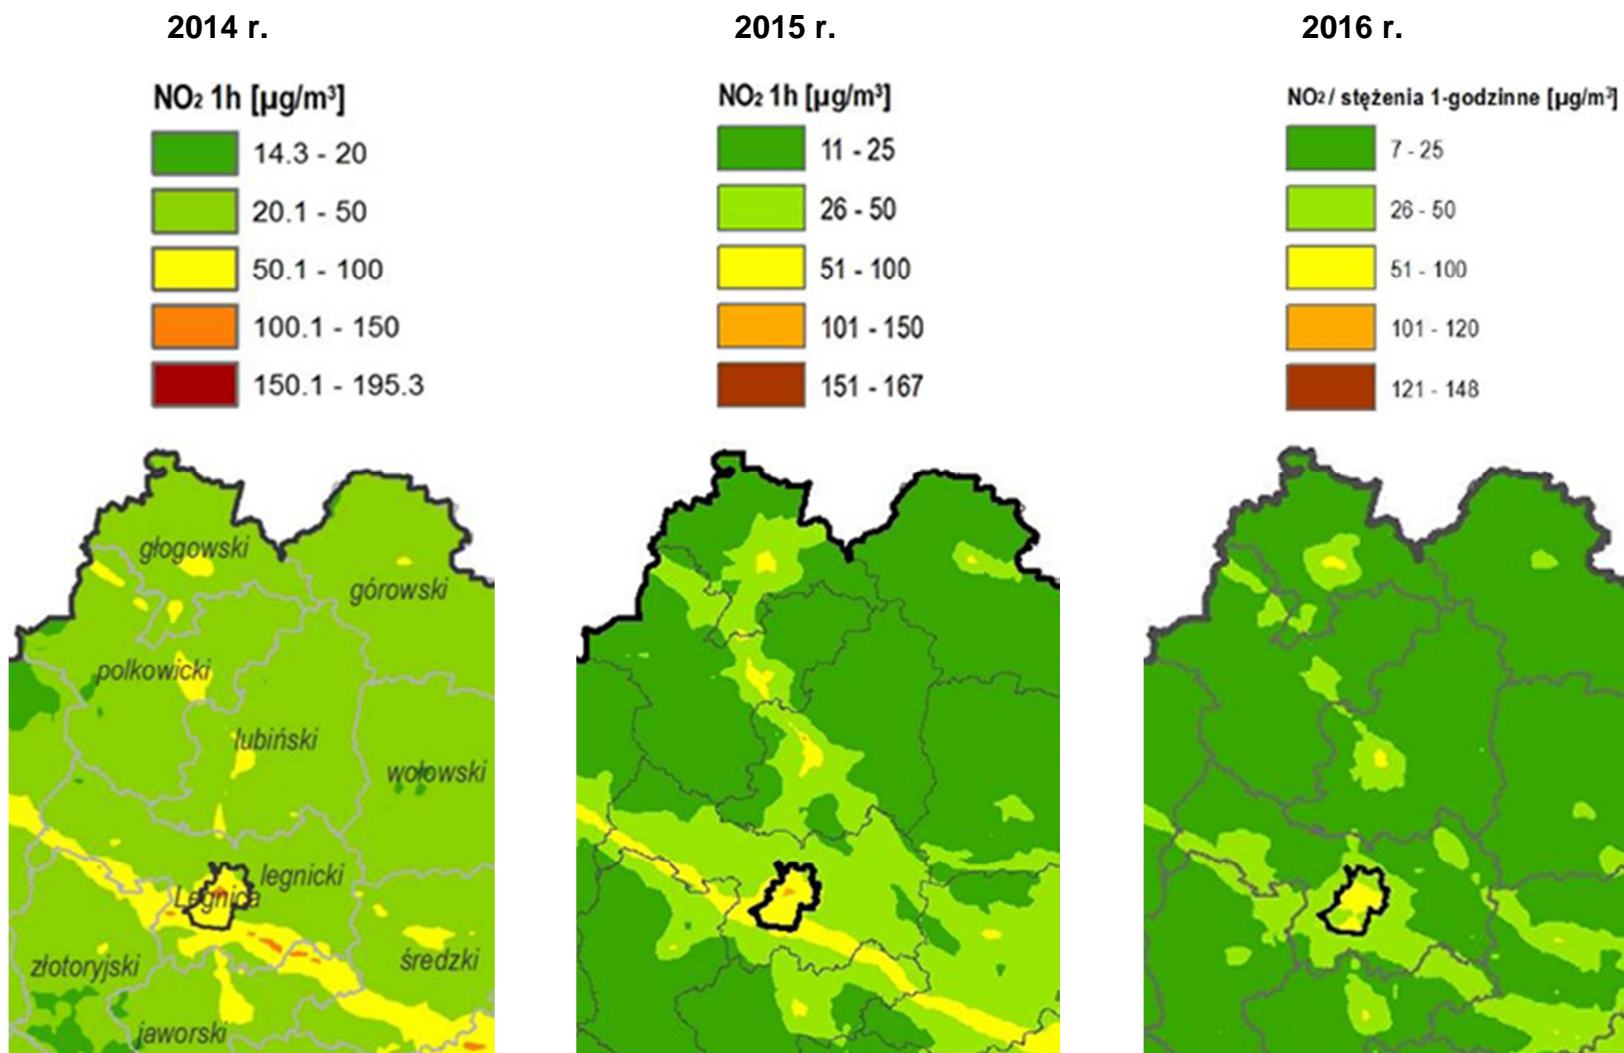 2014 r.
2015 r.
2016 r.
NO₂ 1h [µg/m³]
14.3 - 20
20.1 - 50
50.1 - 100
100.1 - 150
150.1 - 195.3
NO₂ 1h [µg/m³]
11 - 25
26 - 50
51 - 100
101 - 150
151 - 167
NO² / stężenia 1-godzinne [µg/m³]
7 - 25
26 - 50
51 - 100
101 - 120
121 - 148
głogowski
górowski
polkowicki
lubiński
wołowski
legnicki
Legnica
złotoryjski
średzki
jaworski